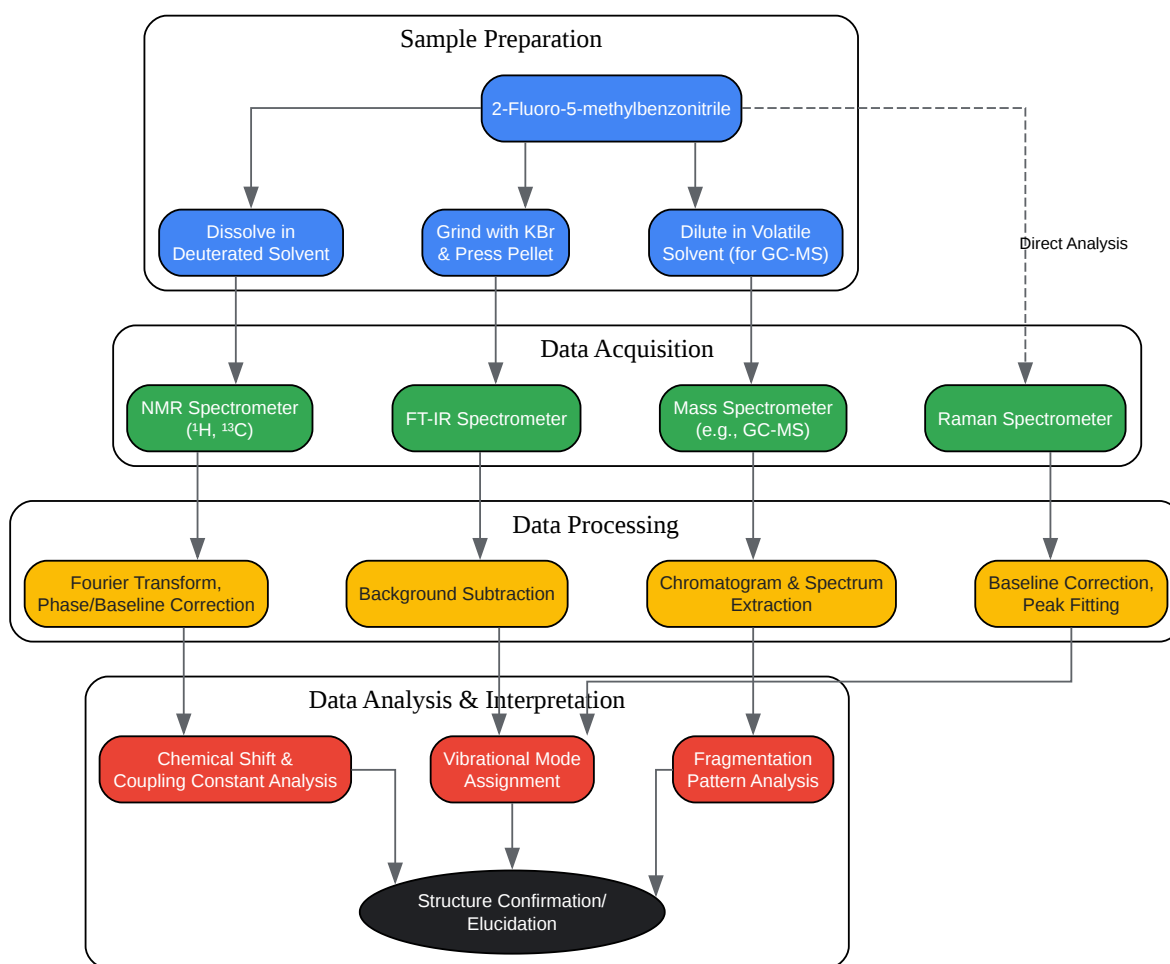 Sample Preparation
2-Fluoro-5-methylbenzonitrile
Dissolve in
Deuterated Solvent
Grind with KBr
& Press Pellet
Dilute in Volatile
Solvent (for GC-MS)
Direct Analysis
Data Acquisition
NMR Spectrometer
(¹H, ¹³C)
FT-IR Spectrometer
Mass Spectrometer
(e.g., GC-MS)
Raman Spectrometer
Data Processing
Fourier Transform,
Phase/Baseline Correction
Background Subtraction
Chromatogram & Spectrum
Extraction
Baseline Correction,
Peak Fitting
Data Analysis & Interpretation
Chemical Shift &
Coupling Constant Analysis
Vibrational Mode
Assignment
Fragmentation
Pattern Analysis
Structure Confirmation/
Elucidation